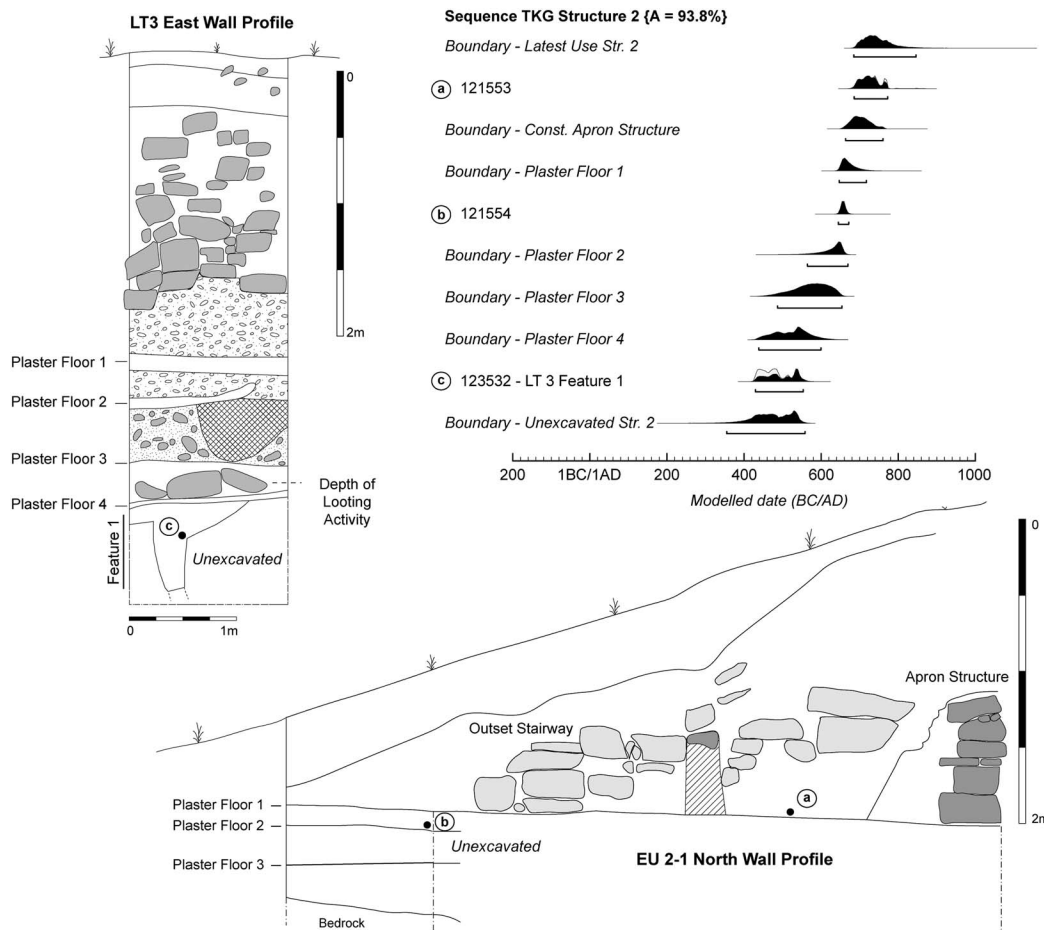 LT3 East Wall Profile
0
2m
Plaster Floor 1
Plaster Floor 2
Plaster Floor 3
Plaster Floor 4
Depth of
Looting
Activity
Feature 1
c
Unexcavated
0
1m
Sequence TKG Structure 2 {A = 93.8%}
Boundary - Latest Use Str. 2
a 121553
Boundary - Const. Apron Structure
Boundary - Plaster Floor 1
b 121554
Boundary - Plaster Floor 2
Boundary - Plaster Floor 3
Boundary - Plaster Floor 4
c 123532 - LT 3 Feature 1
Boundary - Unexcavated Str. 2
200 1BC/1AD 200 400 600 800 1000
Modelled date (BC/AD)
0
2m
Apron Structure
Outset Stairway
a
Plaster Floor 1
Plaster Floor 2
b
Unexcavated
Plaster Floor 3
EU 2-1 North Wall Profile
Bedrock